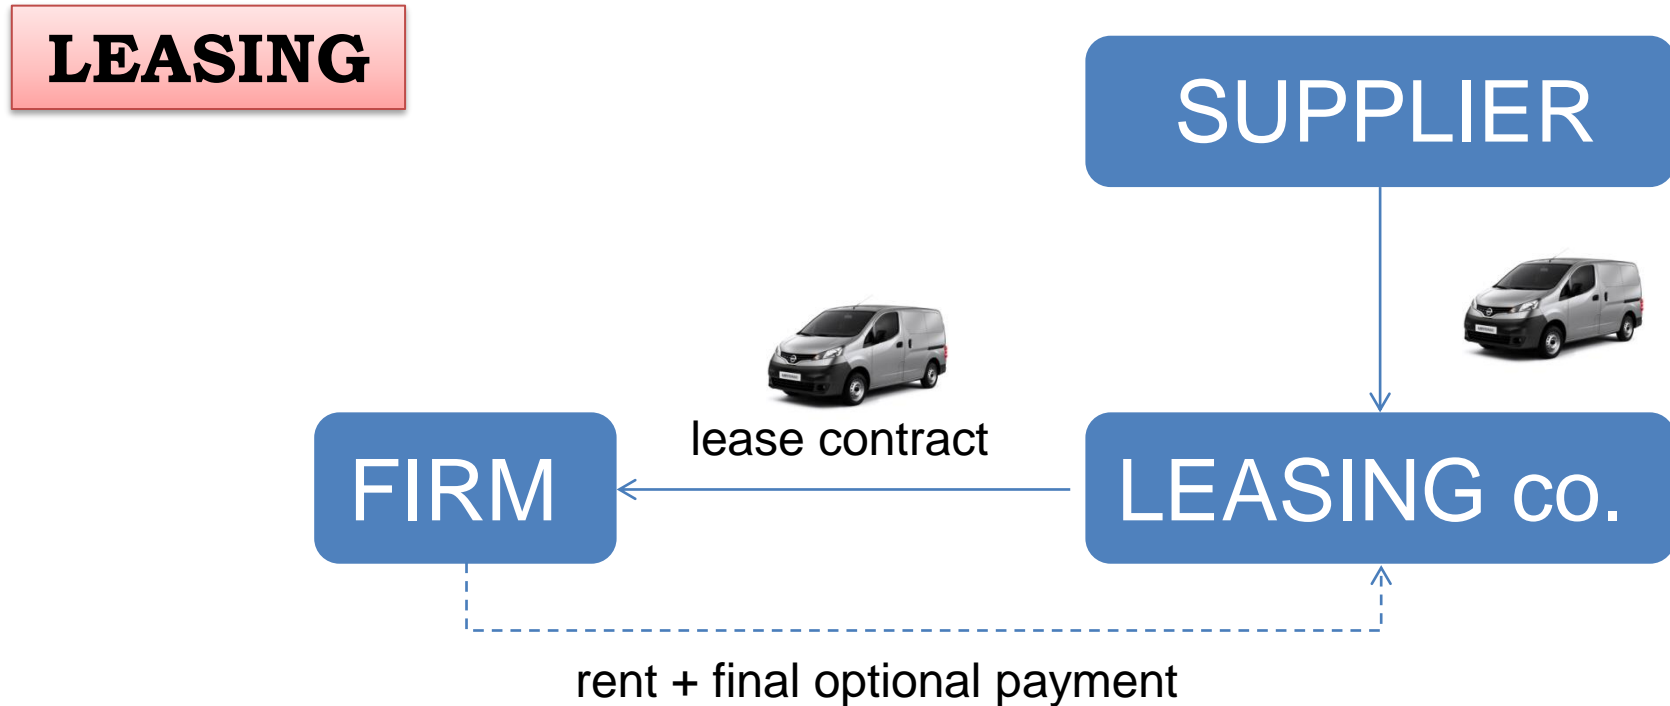 LEASING
SUPPLIER
lease contract
FIRM
LEASING co.
rent + final optional payment